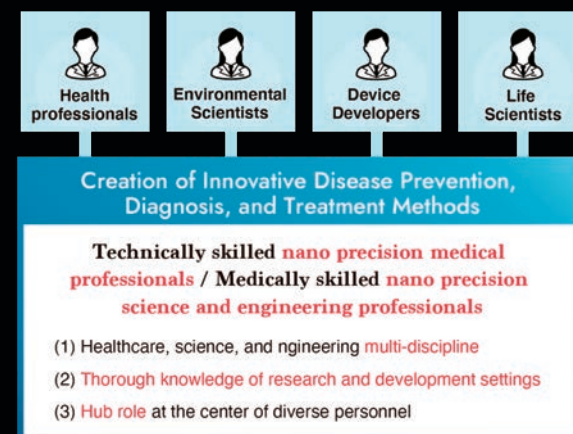 Health
professionals
Environmental
Scientists
Device
Developers
Life
Scientists
Creation of Innovative Disease Prevention,
Diagnosis, and Treatment Methods
Technically skilled nano precision medical
professionals / Medically skilled nano precision
science and engineering professionals
(1) Healthcare, science, and ngineering multi-discipline
(2) Thorough knowledge of research and development settings
(3) Hub role at the center of diverse personnel